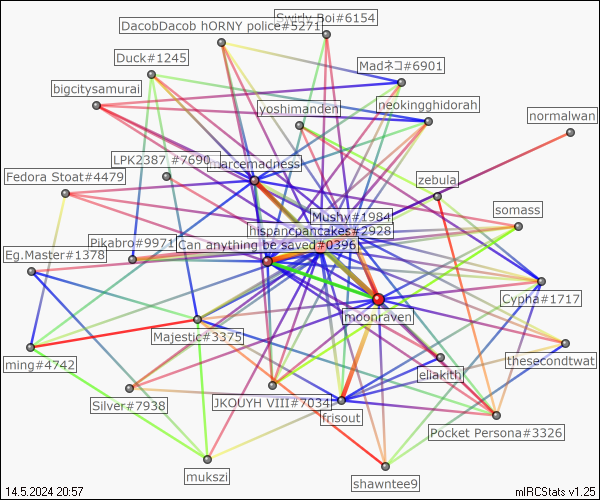 Swirly Boi#6154
DacobDacob hORNY police#5271
Duck#1245
Madネコ#6901
bigcitysamurai
yoshimanden
neokingghidorah
normalwan
LPK2387 #7690
marcemadness
Fedora Stoat#4479
zebula
somass
Mushy#1984
hispancpancakes#2928
Pikabro#9971
Can anything be saved#0396
Eg.Master#1378
Cypha#1717
moonraven
Majestic#3375
thesecondtwat
ming#4742
eliakith
Silver#7938
JKOUYH VIII#7034
frisout
Pocket Persona#3326
mukszi
shawntee9
14.5.2024 20:57
mIRCStats v1.25